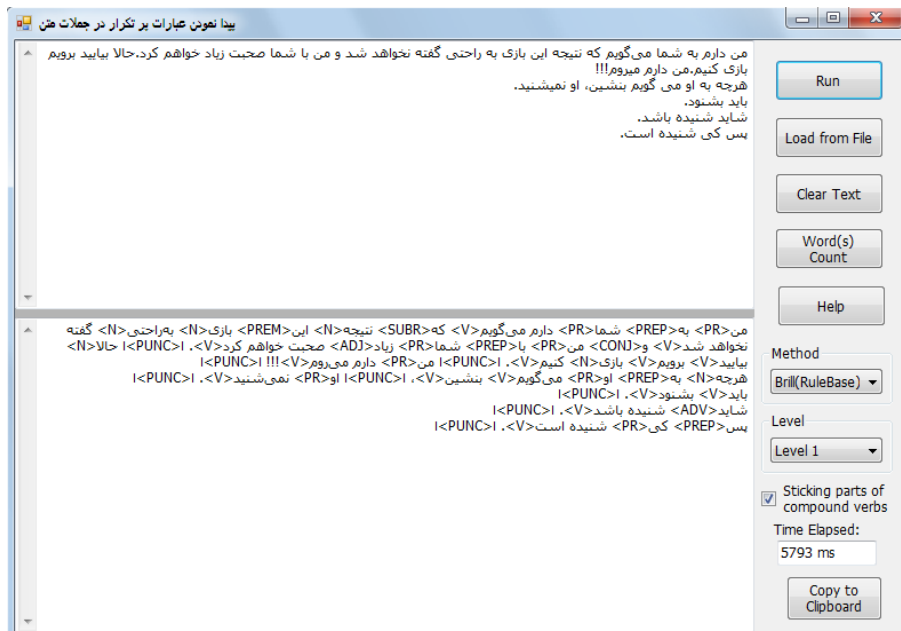 پیدا نمودن عبارات پر تکرار در جملات متن
من دارم به شما می‌گویم که نتیجه این بازی به راحتی گفته نخواهد شد و من با شما صحبت زیاد خواهم کرد.حالا بیایید برویم
بازی کنیم.من دارم میروم!!!
هرچه به او می گویم بنشین، او نمیشنید.
باید بشنود.
شاید شنیده باشد.
پس کی شنیده است.
من<PR> به<PREP> شما<PR> دارم می‌گویم<V> که<SUBR> نتیجه<N> این<PREM> بازی<N> به‌راحتی<N> گفته
نخواهد شد<V> و<CONJ> من<PR> با<PREP> شما<PR> زیاد<ADJ> صحبت خواهم کرد<V>. ا<PUNC>ا حالا<N>
بیایید<V> برویم<V> بازی<N> کنیم<V>. ا<PUNC>ا من<PR> دارم می‌روم<V>!!! ا<PUNC>ا
هرچه<N> به<PREP> او<PR> می‌گویم<V> بنشین<V>، ا<PUNC>ا او<PR> نمی‌شنید<V>. ا<PUNC>ا
باید<V> بشنود<V>. ا<PUNC>ا
شاید<ADV> شنیده باشد<V>. ا<PUNC>ا
پس<PREP> کی<PR> شنیده است<V>. ا<PUNC>ا
Run
Load from File
Clear Text
Word(s)
Count
Help
Method
Brill(RuleBase)
Level
Level 1
Sticking parts of
compound verbs
Time Elapsed:
5793 ms
Copy to
Clipboard